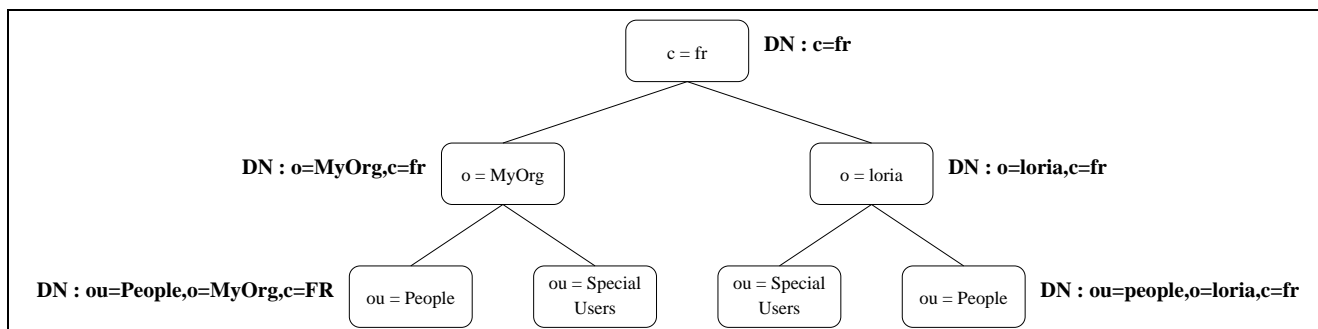 c = fr
DN : c=fr
DN : o=MyOrg,c=fr
o = MyOrg
o = loria
DN : o=loria,c=fr
DN : ou=People,o=MyOrg,c=FR
ou = People
ou = Special
Users
ou = Special
Users
ou = People
DN : ou=people,o=loria,c=fr